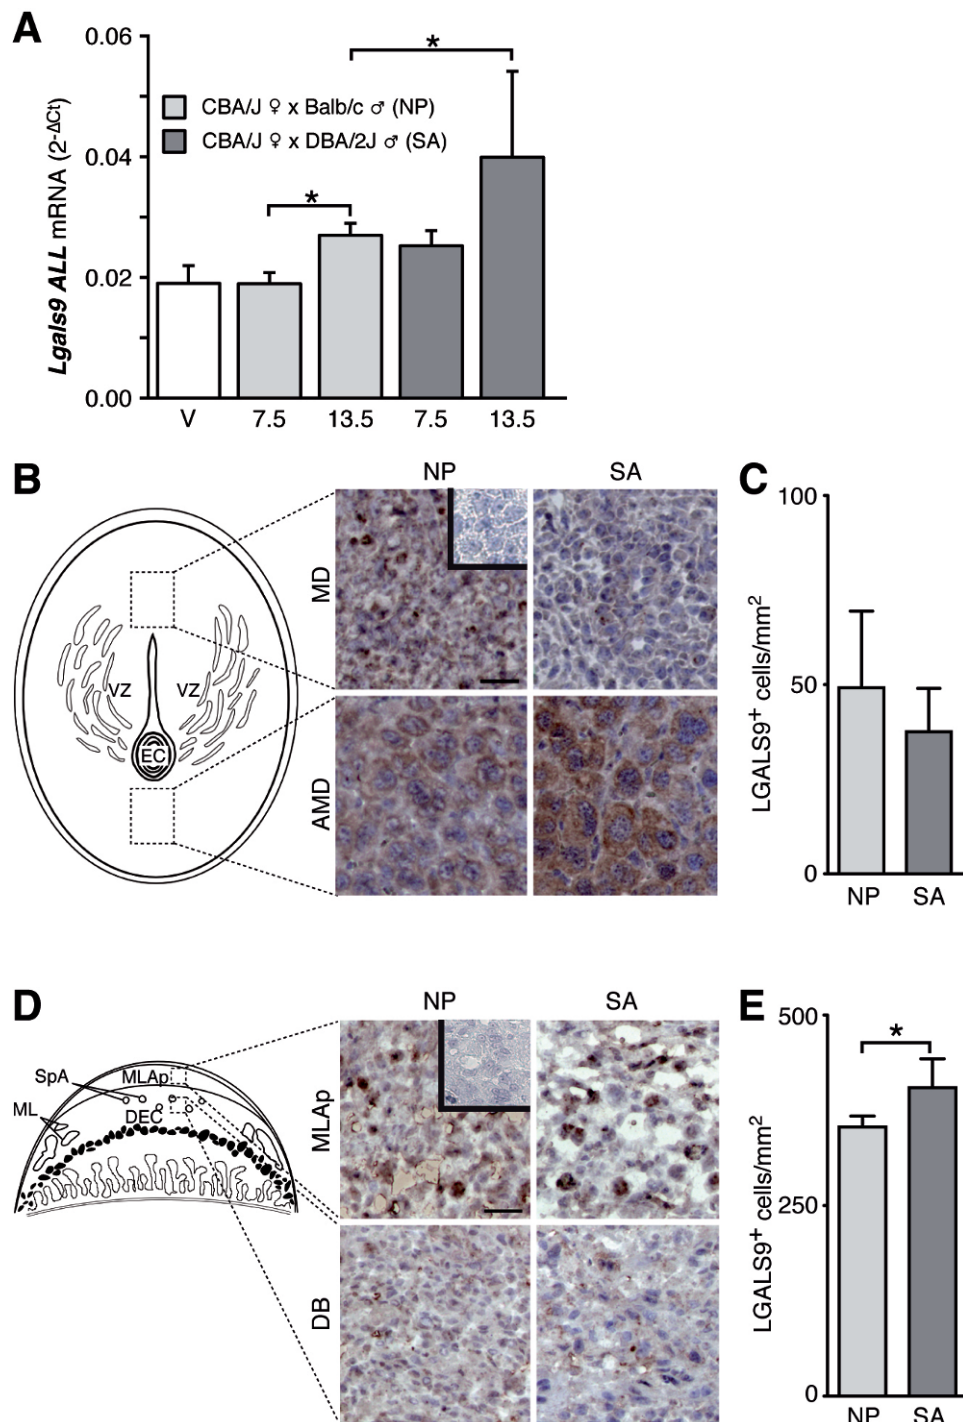 A
0.06
*
CBA/J ♀ x Balb/c ♂ (NP)
CBA/J ♀ x DBA/2J ♂ (SA)
*
0.04
0.02
0.00
Lgals9 ALL mRNA (2-ΔCt)
V 7.5 13.5 7.5 13.5
B
NP SA
MD
AMD
VZ VZ
EC
C
100
50
0
LGALS9+ cells/mm2
NP SA
D
NP SA
MLAp
DB
SpA
MLAp
ML
DEC
E
500
*
250
0
LGALS9+ cells/mm2
NP SA